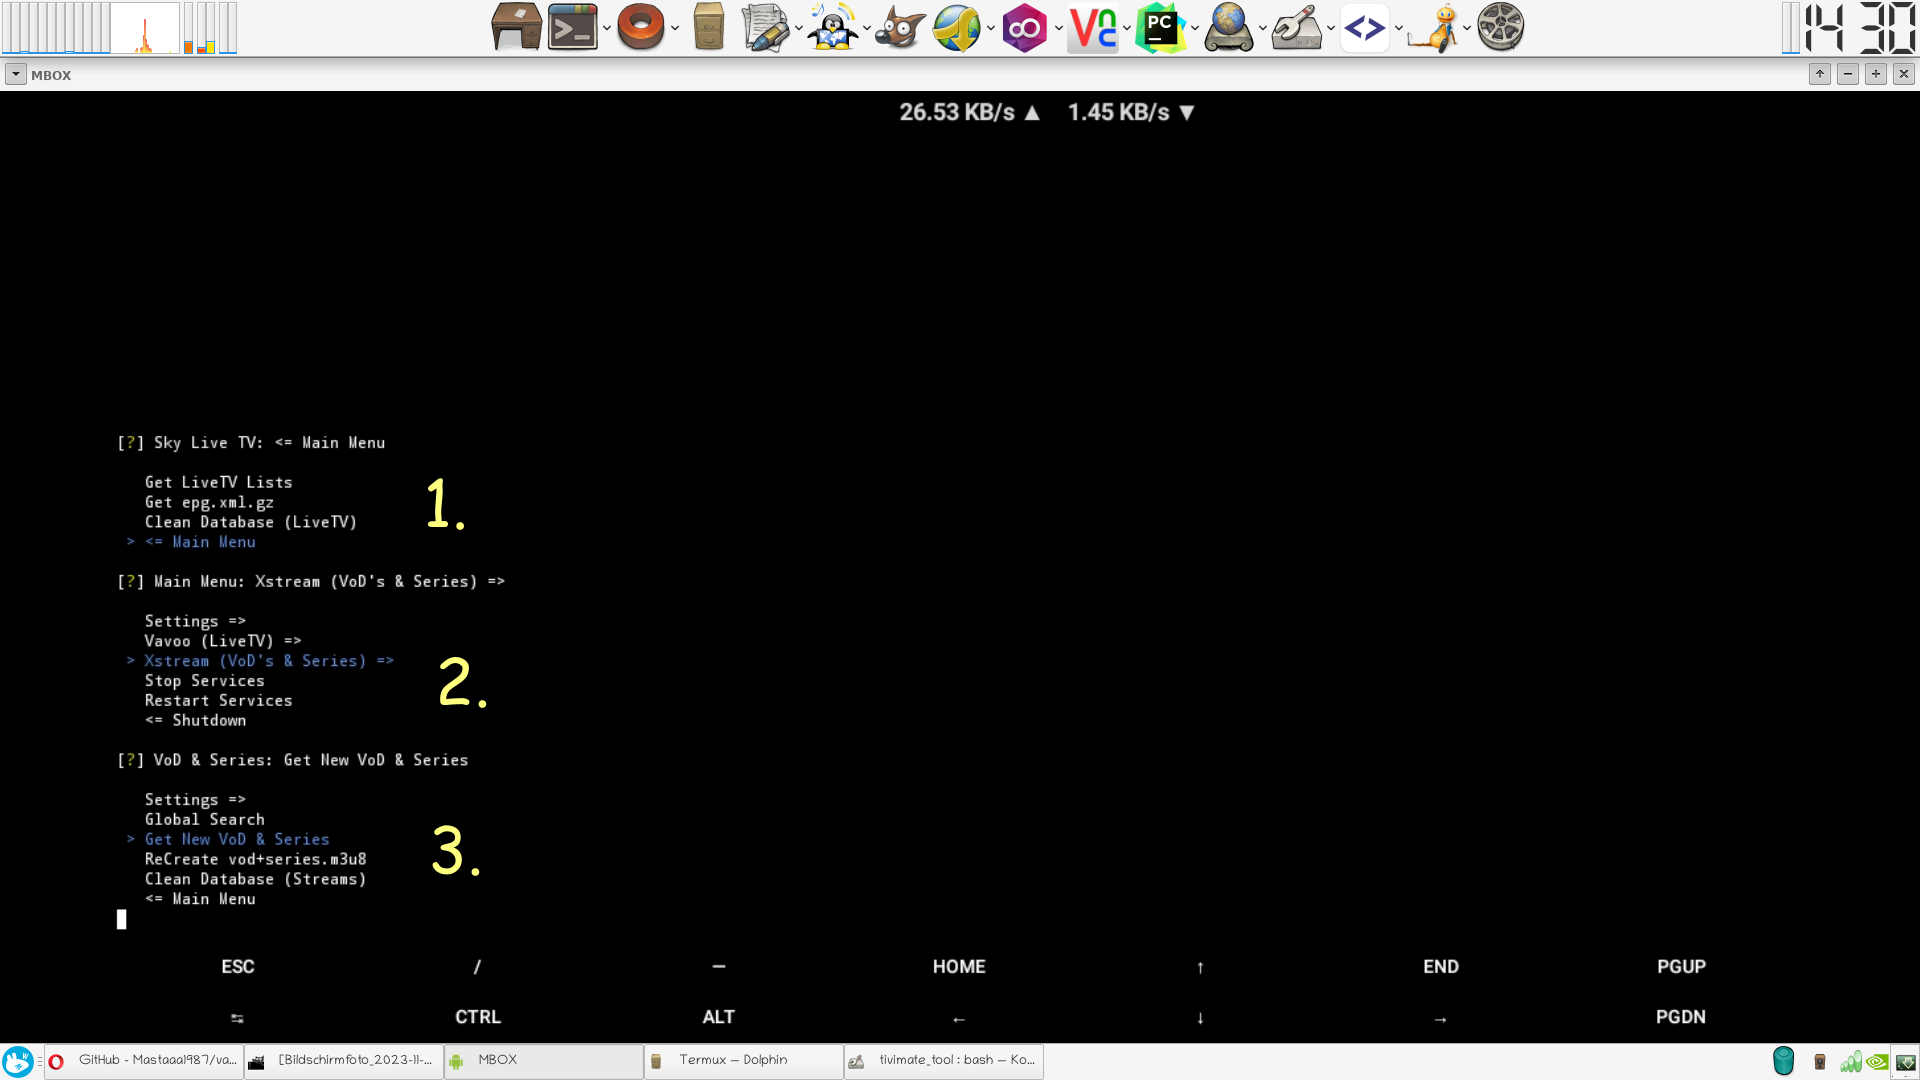 14 30
MBOX
26.53 KB/s ▲ 1.45 KB/s ▼
[?] Sky Live TV: <= Main Menu
Get LiveTV Lists
Get epg.xml.gz
Clean Database (LiveTV)
> <= Main Menu
1.
[?] Main Menu: Xstream (VoD's & Series) =>
Settings =>
Vavoo (LiveTV) =>
> Xstream (VoD's & Series) =>
Stop Services
Restart Services
<= Shutdown
2.
[?] VoD & Series: Get New VoD & Series
Settings =>
Global Search
> Get New VoD & Series
ReCreate vod+series.m3u8
Clean Database (Streams)
<= Main Menu
3.
ESC / — HOME ↑ END PGUP
↹ CTRL ALT ← ↓ → PGDN
GitHub - Mastaaa1987/va... [Bildschirmfoto_2023-11-... MBOX Termux — Dolphin tivimate_tool : bash — Ko...